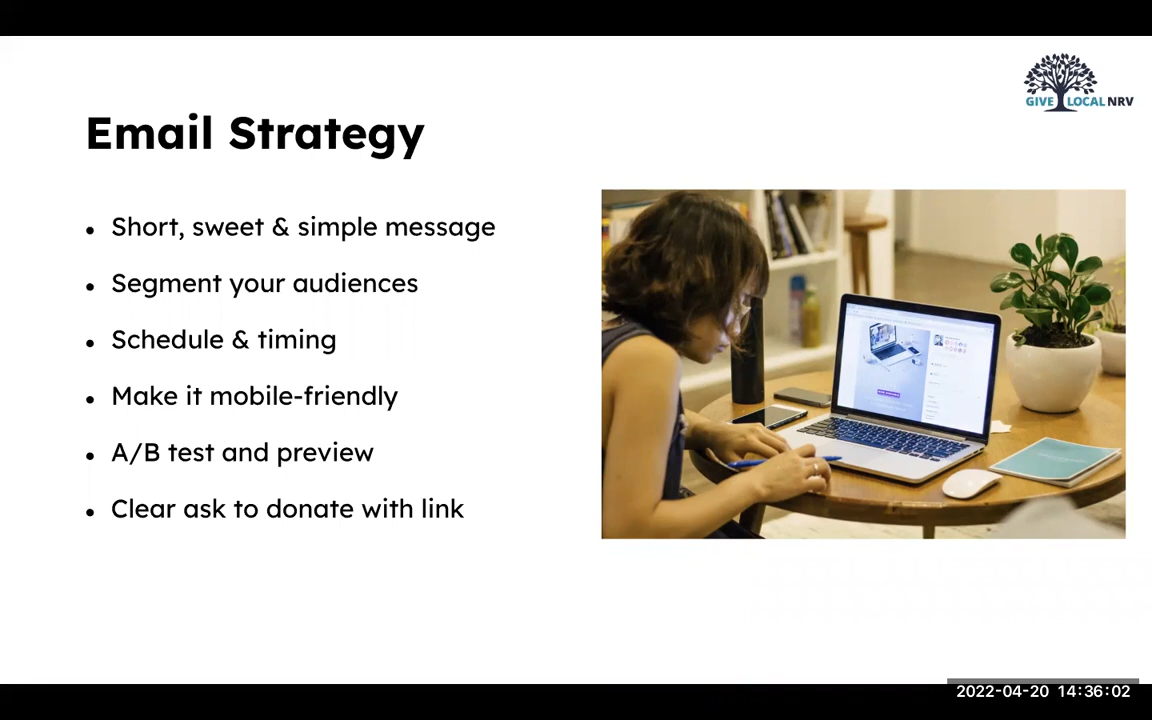 GIVE LOCAL NRV
Email Strategy
• Short, sweet & simple message
• Segment your audiences
• Schedule & timing
• Make it mobile-friendly
• A/B test and preview
• Clear ask to donate with link
2022-04-20 14:36:02